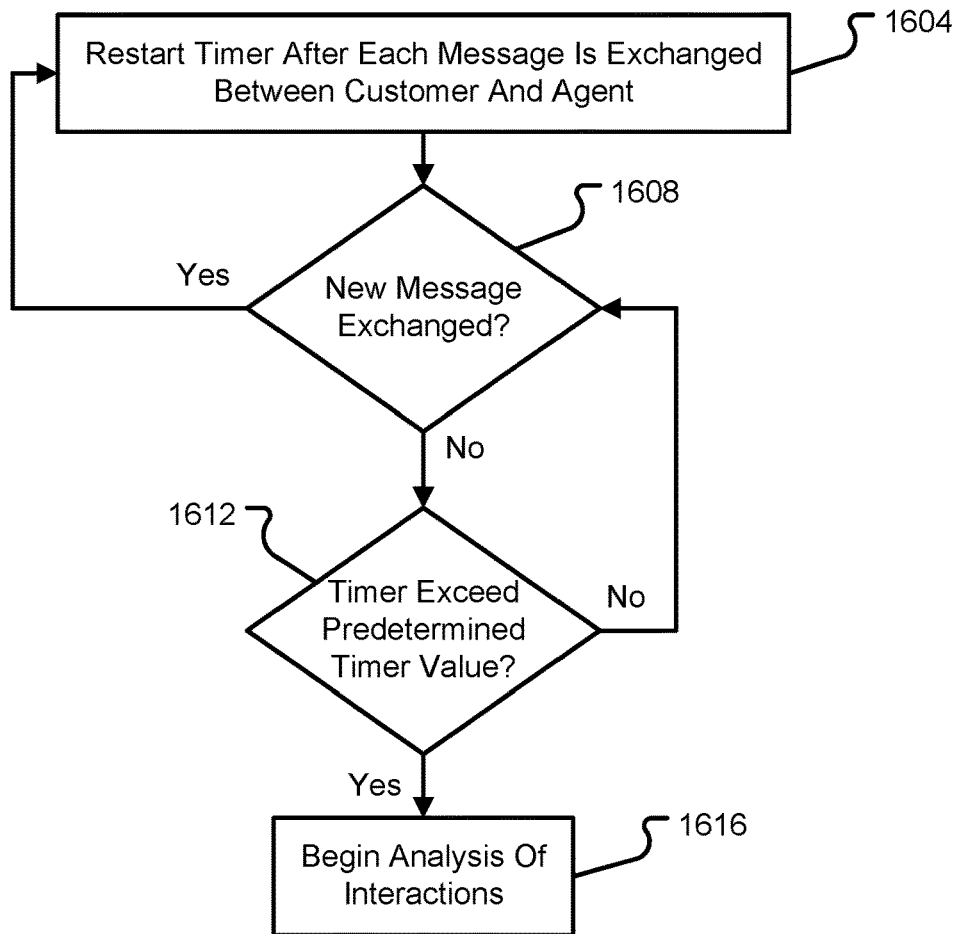 Restart Timer After Each Message Is Exchanged
Between Customer And Agent
1604
1608
Yes
New Message
Exchanged?
No
1612
Timer Exceed
Predetermined
Timer Value?
No
Yes
1616
Begin Analysis Of
Interactions